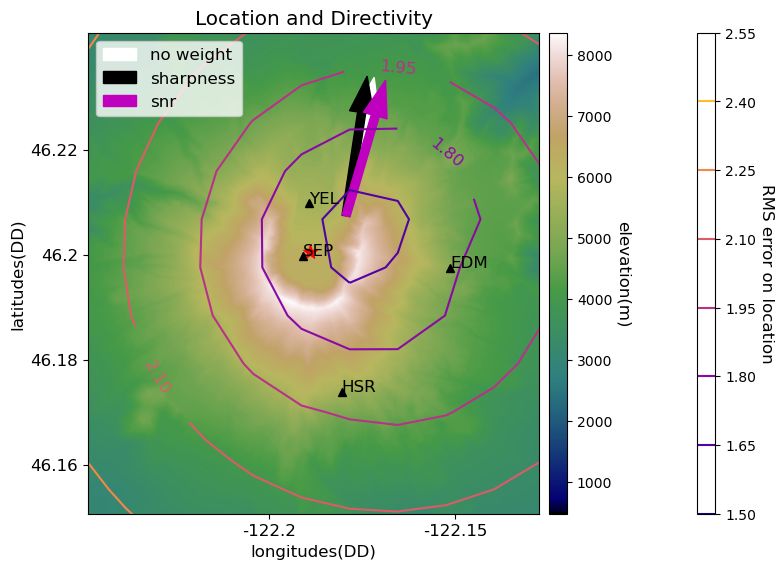 Location and Directivity
no weight
sharpness
snr
1.95
1.80
2.10
YEL
SEP
EDM
HSR
46.22
46.2
46.18
46.16
latitudes(DD)
-122.2
-122.15
longitudes(DD)
8000
7000
6000
5000
4000
3000
2000
1000
elevation(m)
2.55
2.40
2.25
2.10
1.95
1.80
1.65
1.50
RMS error on location